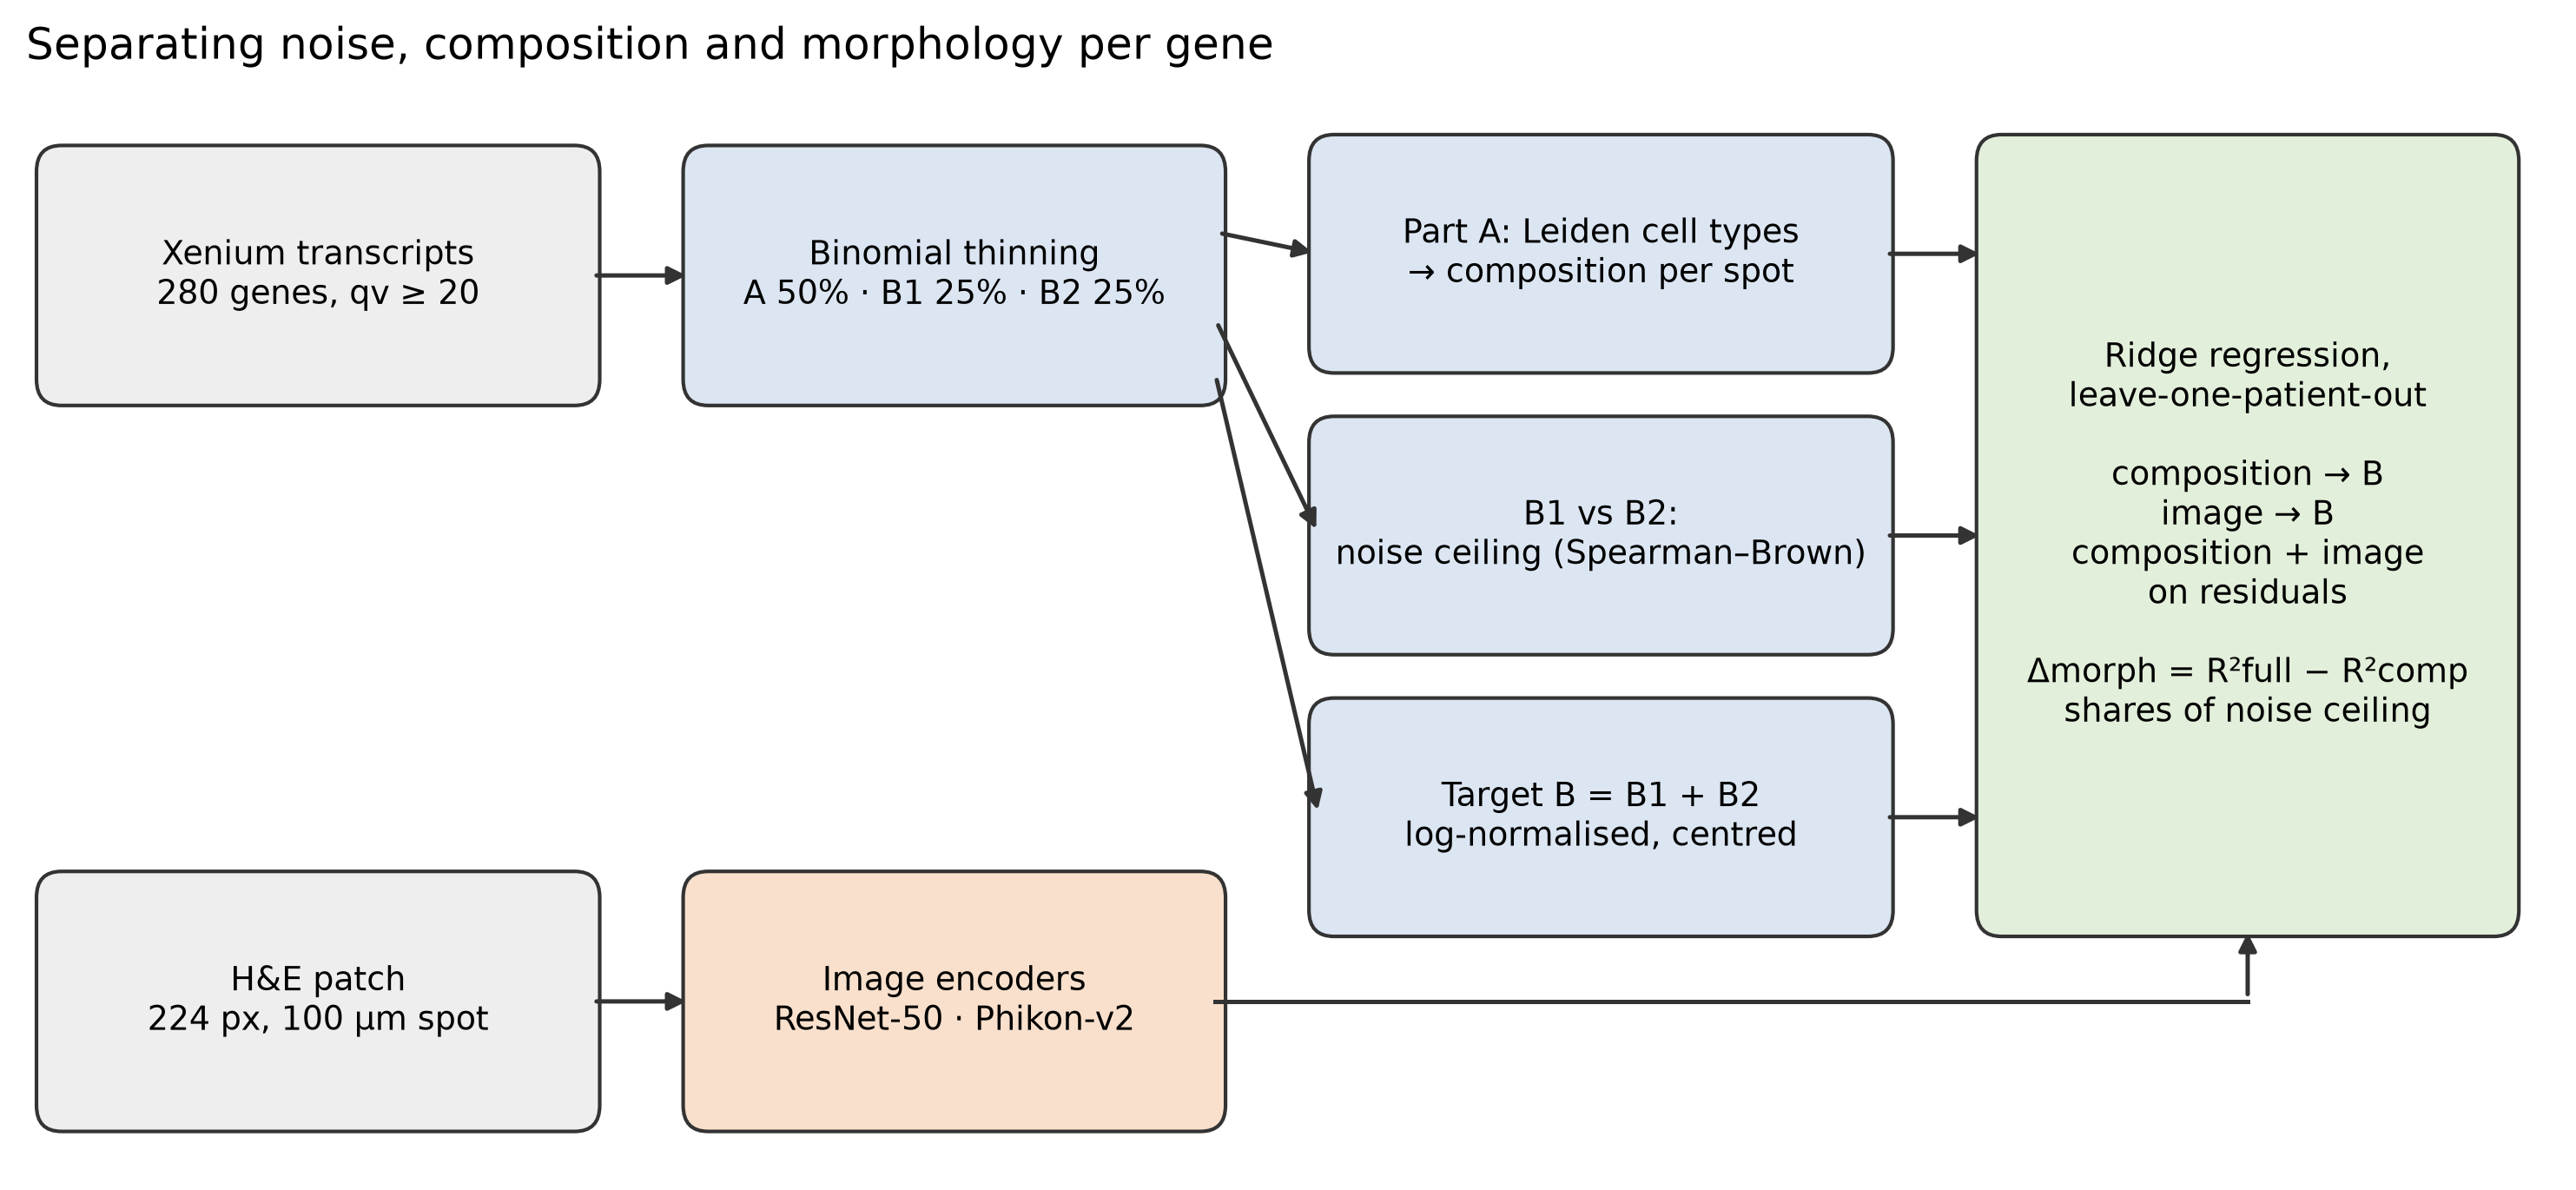 Separating noise, composition and morphology per gene
Xenium transcripts
280 genes, qv ≥ 20
Binomial thinning
A 50% · B1 25% · B2 25%
Part A: Leiden cell types
→ composition per spot
B1 vs B2:
noise ceiling (Spearman–Brown)
Target B = B1 + B2
log-normalised, centred
Ridge regression,
leave-one-patient-out
composition → B
image → B
composition + image
on residuals
Δmorph = R²full − R²comp
shares of noise ceiling
H&E patch
224 px, 100 µm spot
Image encoders
ResNet-50 · Phikon-v2